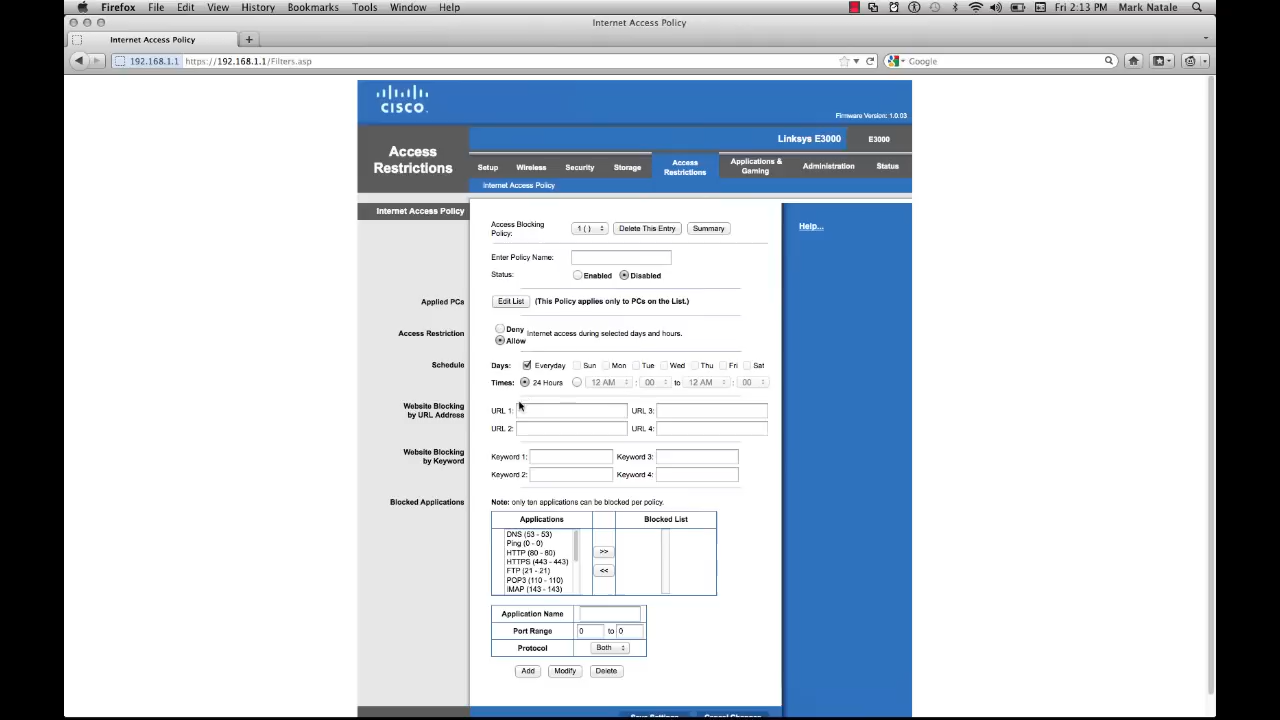 Firefox File Edit View History Bookmarks Tools Window Help Fri 2:13 PM Mark Natale
Internet Access Policy
Internet Access Policy +
192.168.1.1 https://192.168.1.1/Filters.asp Google
CISCO
Firmware Version: 1.0.03
Linksys E3000 E3000
Access Restrictions
Setup Wireless Security Storage Access Restrictions Applications & Gaming Administration Status
Internet Access Policy
Internet Access Policy
Help...
Access Blocking Policy: 1 ( ) Delete This Entry Summary
Enter Policy Name:
Status: Enabled Disabled
Applied PCs Edit List (This Policy applies only to PCs on the List.)
Access Restriction Deny Internet access during selected days and hours.
Allow
Schedule Days: Everyday Sun Mon Tue Wed Thu Fri Sat
Times: 24 Hours 12 AM : 00 to 12 AM : 00
Website Blocking by URL Address URL 1: URL 3:
URL 2: URL 4:
Website Blocking by Keyword Keyword 1: Keyword 3:
Keyword 2: Keyword 4:
Blocked Applications Note: only ten applications can be blocked per policy.
Applications Blocked List
DNS (53 - 53)
Ping (0 - 0)
HTTP (80 - 80)
HTTPS (443 - 443)
FTP (21 - 21)
POP3 (110 - 110)
IMAP (143 - 143)
>>
<<
Application Name
Port Range 0 to 0
Protocol Both
Add Modify Delete
Save Settings Cancel Changes